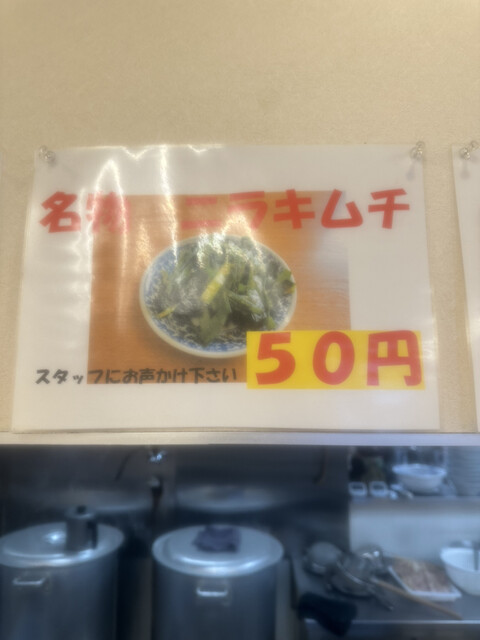 名物 ニラキムチ
スタッフにお声かけ下さい
50円